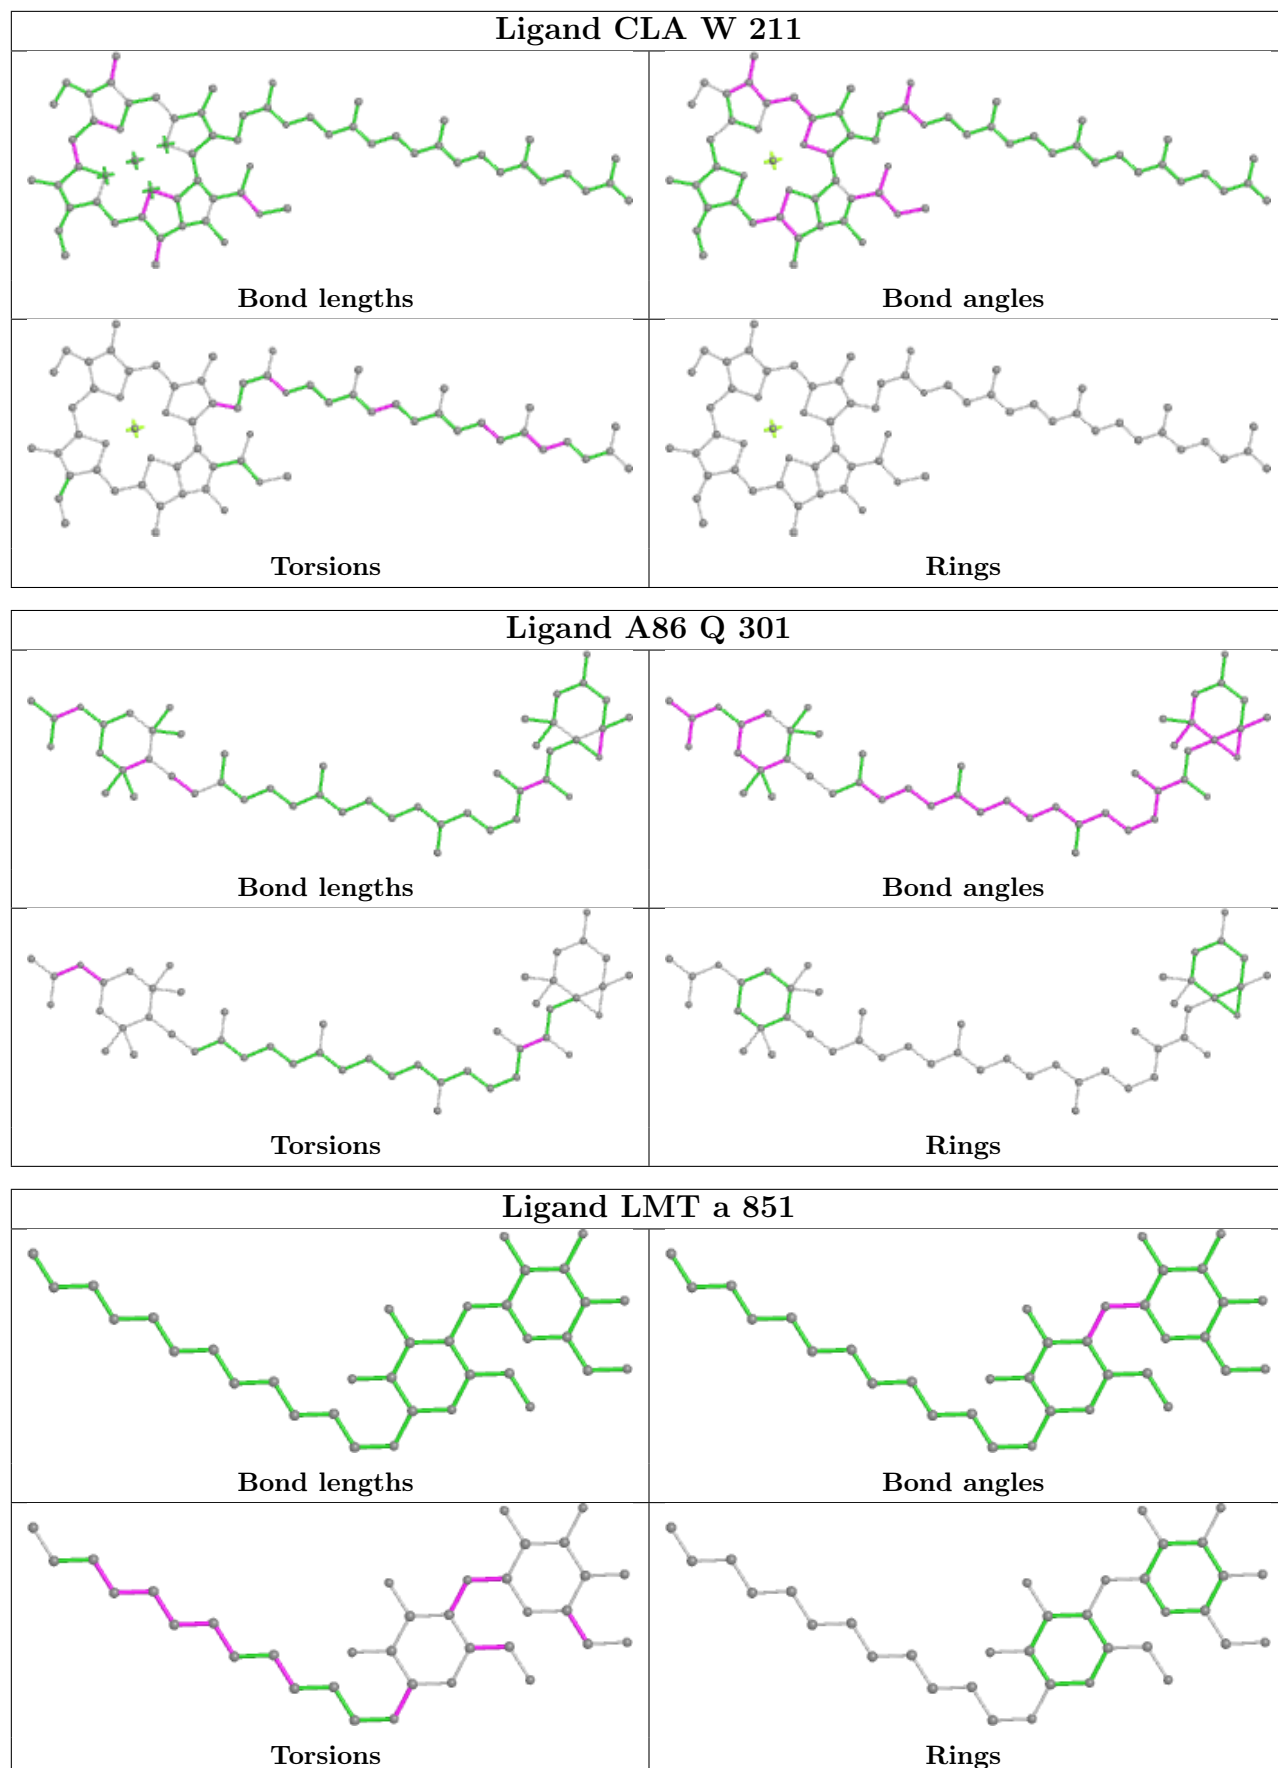 Ligand CLA W 211
Bond lengths
Bond angles
Torsions
Rings
Ligand A86 Q 301
Bond lengths
Bond angles
Torsions
Rings
Ligand LMT a 851
Bond lengths
Bond angles
Torsions
Rings